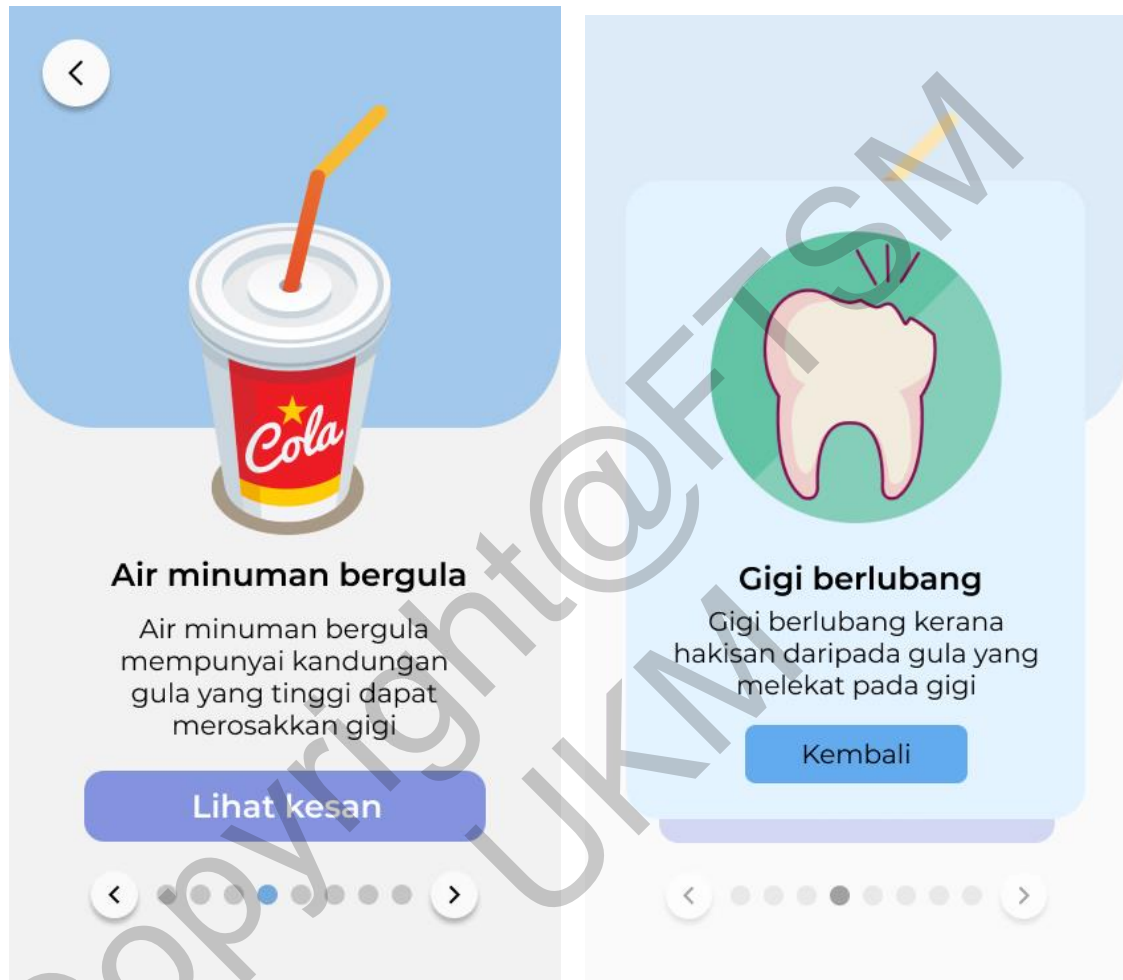 Cola
Air minuman bergula
Air minuman bergula
mempunyai kandungan
gula yang tinggi dapat
merosakkan gigi
Lihat kesan
Gigi berlubang
Gigi berlubang kerana
hakisan daripada gula yang
melekat pada gigi
Kembali
Copyright@FTSM
UKM